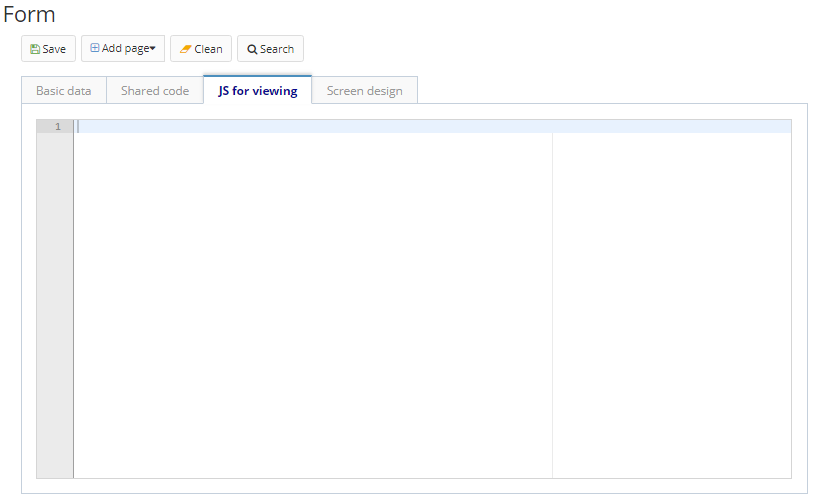 Form
Save Add page Clean Search
Basic data Shared code JS for viewing Screen design
1